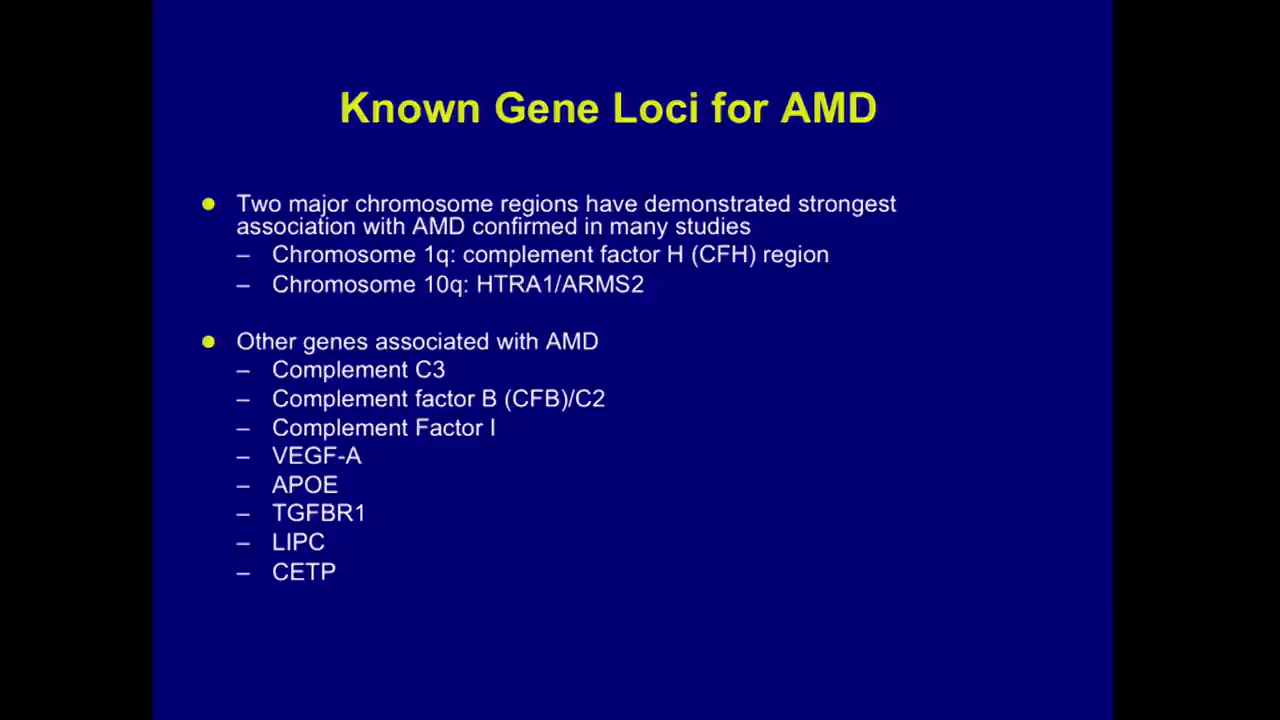 Known Gene Loci for AMD
● Two major chromosome regions have demonstrated strongest
association with AMD confirmed in many studies
– Chromosome 1q: complement factor H (CFH) region
– Chromosome 10q: HTRA1/ARMS2
● Other genes associated with AMD
– Complement C3
– Complement factor B (CFB)/C2
– Complement Factor I
– VEGF-A
– APOE
– TGFBR1
– LIPC
– CETP